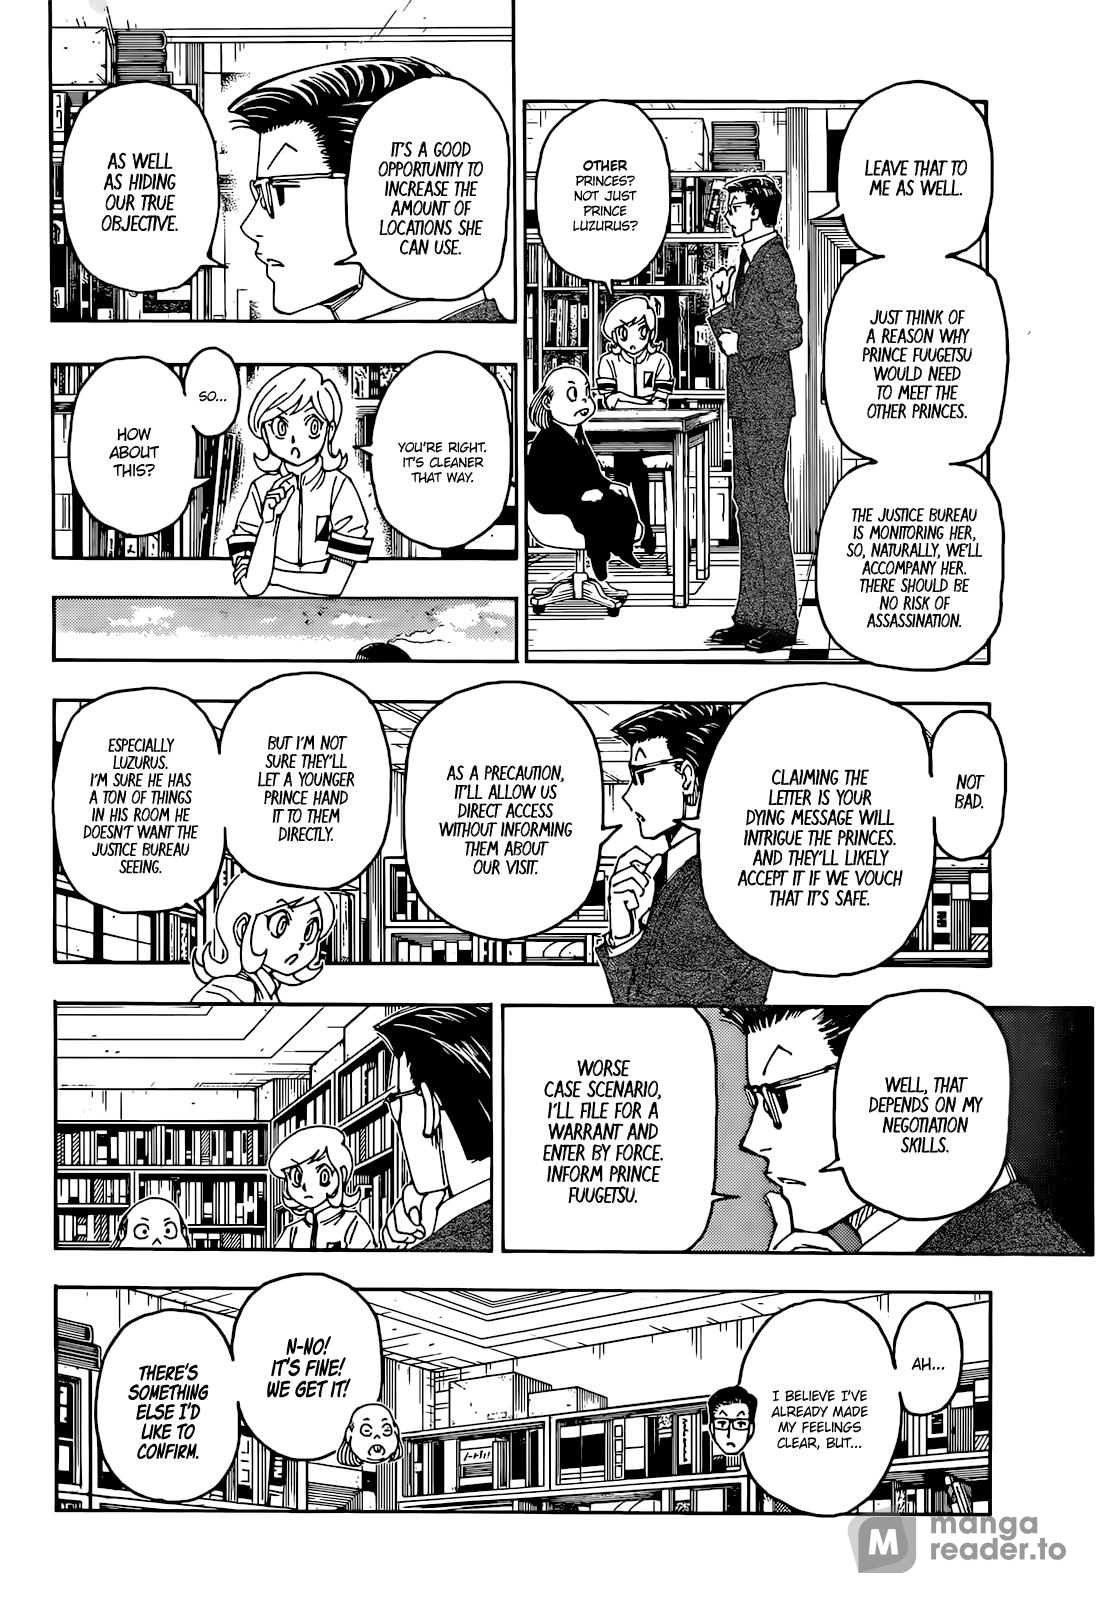 LEAVE THAT TO
ME AS WELL.
JUST THINK OF
A REASON WHY
PRINCE FUUGETSU
WOULD NEED
TO MEET THE
OTHER PRINCES.
THE JUSTICE BUREAU
IS MONITORING HER,
SO, NATURALLY, WE'LL
ACCOMPANY HER.
THERE SHOULD BE
NO RISK OF
ASSASSINATION.
OTHER
PRINCES?
NOT JUST
PRINCE
LUZURUS?
IT'S A GOOD
OPPORTUNITY TO
INCREASE THE
AMOUNT OF
LOCATIONS SHE
CAN USE.
AS WELL
AS HIDING
OUR TRUE
OBJECTIVE.
YOU'RE RIGHT.
IT'S CLEANER
THAT WAY.
SO...
HOW
ABOUT
THIS?
NOT
BAD.
CLAIMING THE
LETTER IS YOUR
DYING MESSAGE WILL
INTRIGUE THE PRINCES.
AND THEY'LL LIKELY
ACCEPT IT IF WE VOUCH
THAT IT'S SAFE.
AS A PRECAUTION,
IT'LL ALLOW US
DIRECT ACCESS
WITHOUT INFORMING
THEM ABOUT
OUR VISIT.
BUT I'M NOT
SURE THEY'LL
LET A YOUNGER
PRINCE HAND
IT TO THEM
DIRECTLY.
ESPECIALLY
LUZURUS.
I'M SURE HE HAS
A TON OF THINGS
IN HIS ROOM HE
DOESN'T WANT THE
JUSTICE BUREAU
SEEING.
WELL, THAT
DEPENDS ON MY
NEGOTIATION
SKILLS.
WORSE
CASE SCENARIO,
I'LL FILE FOR A
WARRANT AND
ENTER BY FORCE.
INFORM PRINCE
FUUGETSU.
AH...
I BELIEVE I'VE
ALREADY MADE
MY FEELINGS
CLEAR, BUT...
N-NO!
IT'S FINE!
WE GET IT!
THERE'S
SOMETHING
ELSE I'D
LIKE TO
CONFIRM.
M manga
reader.to